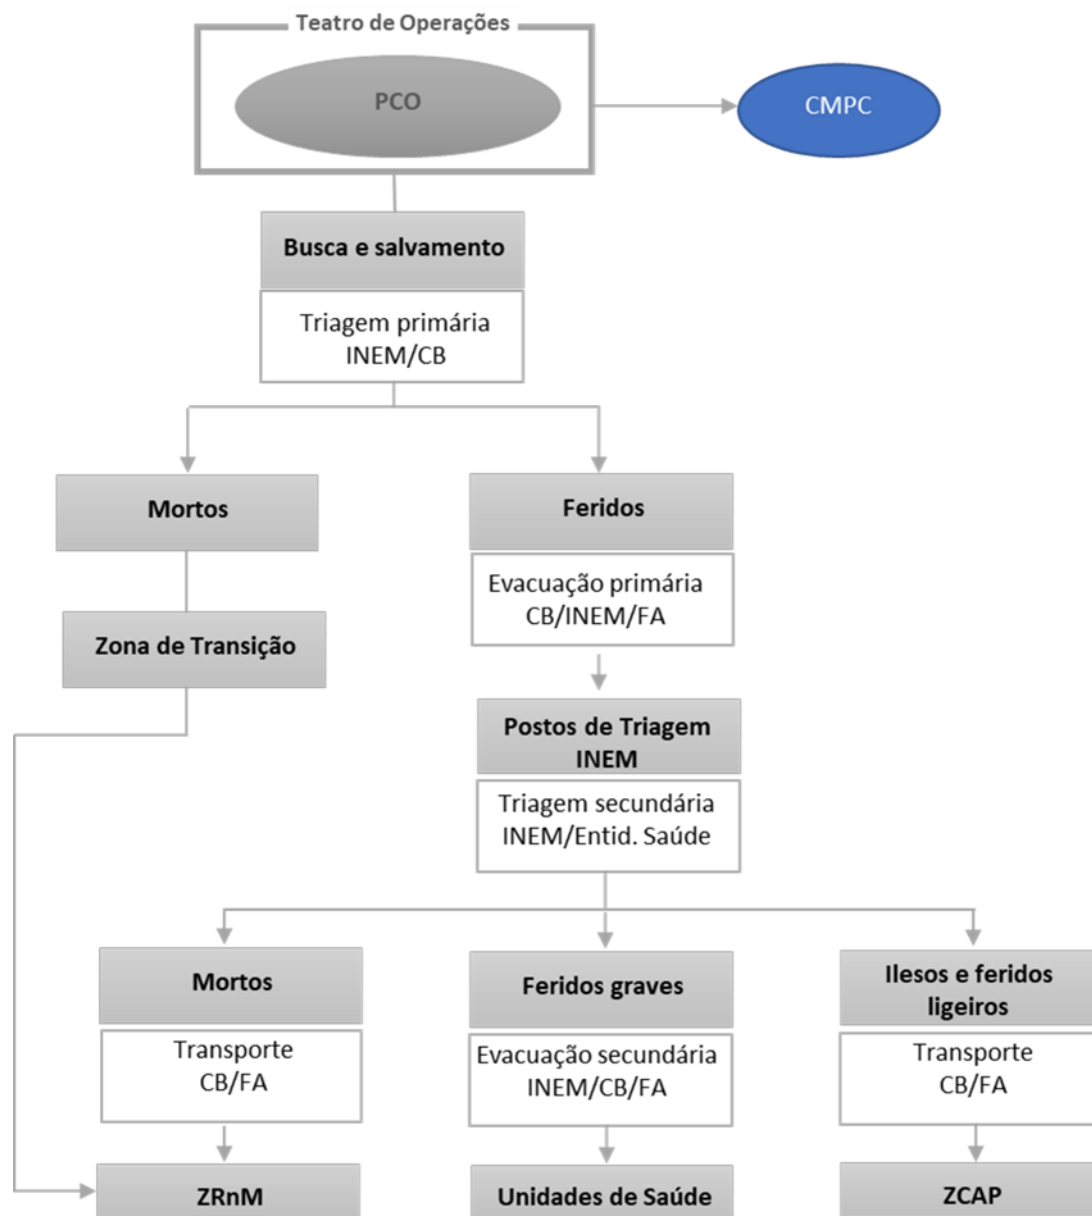 Teatro de Operações
PCO
CMPC
Busca e salvamento
Triagem primária
INEM/CB
Mortos
Feridos
Evacuação primária
CB/INEM/FA
Zona de Transição
Postos de Triagem
INEM
Triagem secundária
INEM/Entid. Saúde
Mortos
Transporte
CB/FA
Feridos graves
Evacuação secundária
INEM/CB/FA
Ilesos e feridos
ligeiros
Transporte
CB/FA
ZRnM
Unidades de Saúde
ZCAP